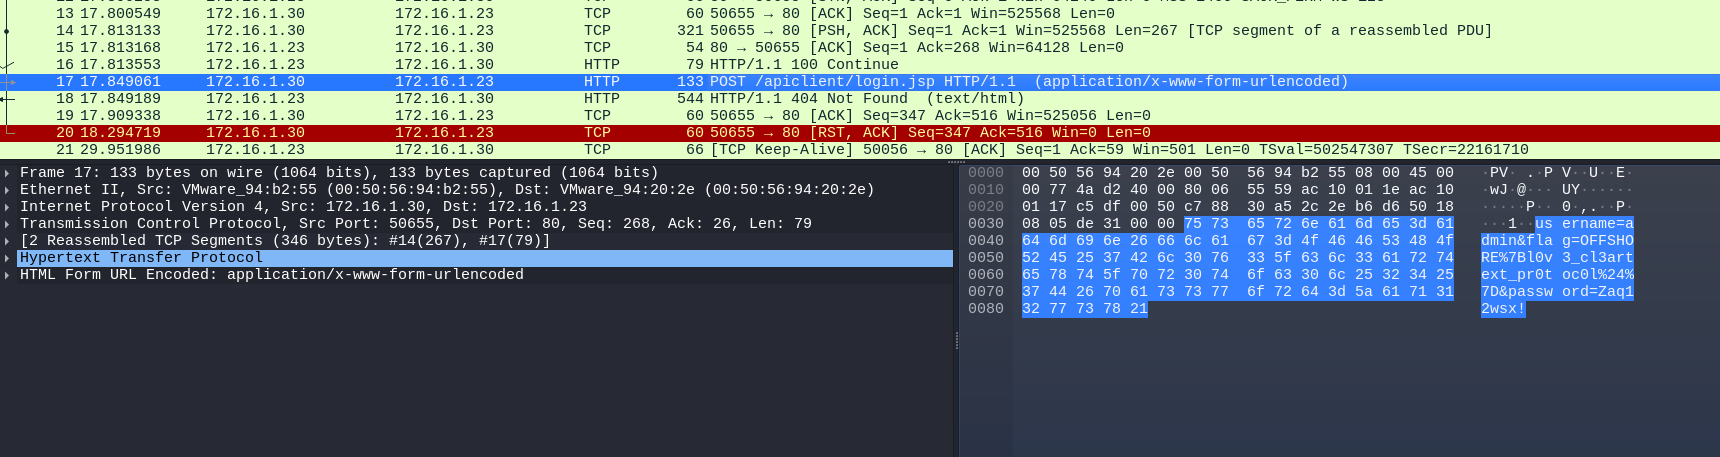 13 17.800549 172.16.1.30 172.16.1.23 TCP 60 50655 → 80 [ACK] Seq=1 Ack=1 Win=525568 Len=0
14 17.813133 172.16.1.30 172.16.1.23 TCP 321 50655 → 80 [PSH, ACK] Seq=1 Ack=1 Win=525568 Len=267 [TCP segment of a reassembled PDU]
15 17.813168 172.16.1.23 172.16.1.30 TCP 54 80 → 50655 [ACK] Seq=1 Ack=268 Win=64128 Len=0
16 17.813553 172.16.1.23 172.16.1.30 HTTP 79 HTTP/1.1 100 Continue
17 17.849061 172.16.1.30 172.16.1.23 HTTP 133 POST /apiclient/login.jsp HTTP/1.1 (application/x-www-form-urlencoded)
18 17.849189 172.16.1.23 172.16.1.30 HTTP 544 HTTP/1.1 404 Not Found (text/html)
19 17.909338 172.16.1.30 172.16.1.23 TCP 60 50655 → 80 [ACK] Seq=347 Ack=516 Win=525056 Len=0
20 18.294719 172.16.1.30 172.16.1.23 TCP 60 50655 → 80 [RST, ACK] Seq=347 Ack=516 Win=0 Len=0
21 29.951986 172.16.1.23 172.16.1.30 TCP 66 [TCP Keep-Alive] 50056 → 80 [ACK] Seq=1 Ack=59 Win=501 Len=0 TSval=502547307 TSecr=22161710
Frame 17: 133 bytes on wire (1064 bits), 133 bytes captured (1064 bits)
Ethernet II, Src: VMware_94:b2:55 (00:50:56:94:b2:55), Dst: VMware_94:20:2e (00:50:56:94:20:2e)
Internet Protocol Version 4, Src: 172.16.1.30, Dst: 172.16.1.23
Transmission Control Protocol, Src Port: 50655, Dst Port: 80, Seq: 268, Ack: 26, Len: 79
[2 Reassembled TCP Segments (346 bytes): #14(267), #17(79)]
Hypertext Transfer Protocol
HTML Form URL Encoded: application/x-www-form-urlencoded
0000 00 50 56 94 20 2e 00 50 56 94 b2 55 08 00 45 00 ·PV· .·P V··U··E·
0010 00 77 4a d2 40 00 80 06 55 59 ac 10 01 1e ac 10 ·wJ·@··· UY······
0020 01 17 c5 df 00 50 c7 88 30 a5 2c 2e b6 d6 50 18 ·····P·· 0·,.··P·
0030 08 05 de 31 00 00 75 73 65 72 6e 61 6d 65 3d 61 ···1··us ername=a
0040 64 6d 69 6e 26 66 6c 61 67 3d 4f 46 46 53 48 4f dmin&fla g=OFFSHO
0050 52 45 25 37 42 6c 30 76 33 5f 63 6c 33 61 72 74 RE%7Bl0v 3_cl3art
0060 65 78 74 5f 70 72 30 74 6f 63 30 6c 25 32 34 25 ext_pr0t oc0l%24%
0070 37 44 26 70 61 73 73 77 6f 72 64 3d 5a 61 71 31 7D&passw ord=Zaq1
0080 32 77 73 78 21 2wsx!